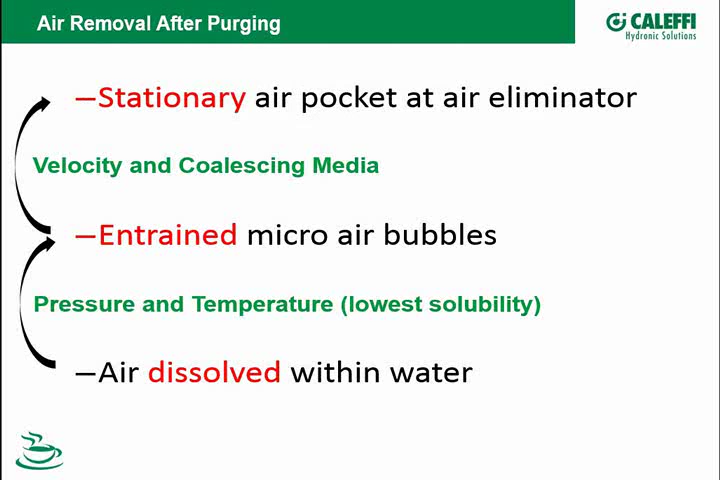 Air Removal After Purging
CALEFFI
Hydronic Solutions
–Stationary air pocket at air eliminator
Velocity and Coalescing Media
–Entrained micro air bubbles
Pressure and Temperature (lowest solubility)
–Air dissolved within water